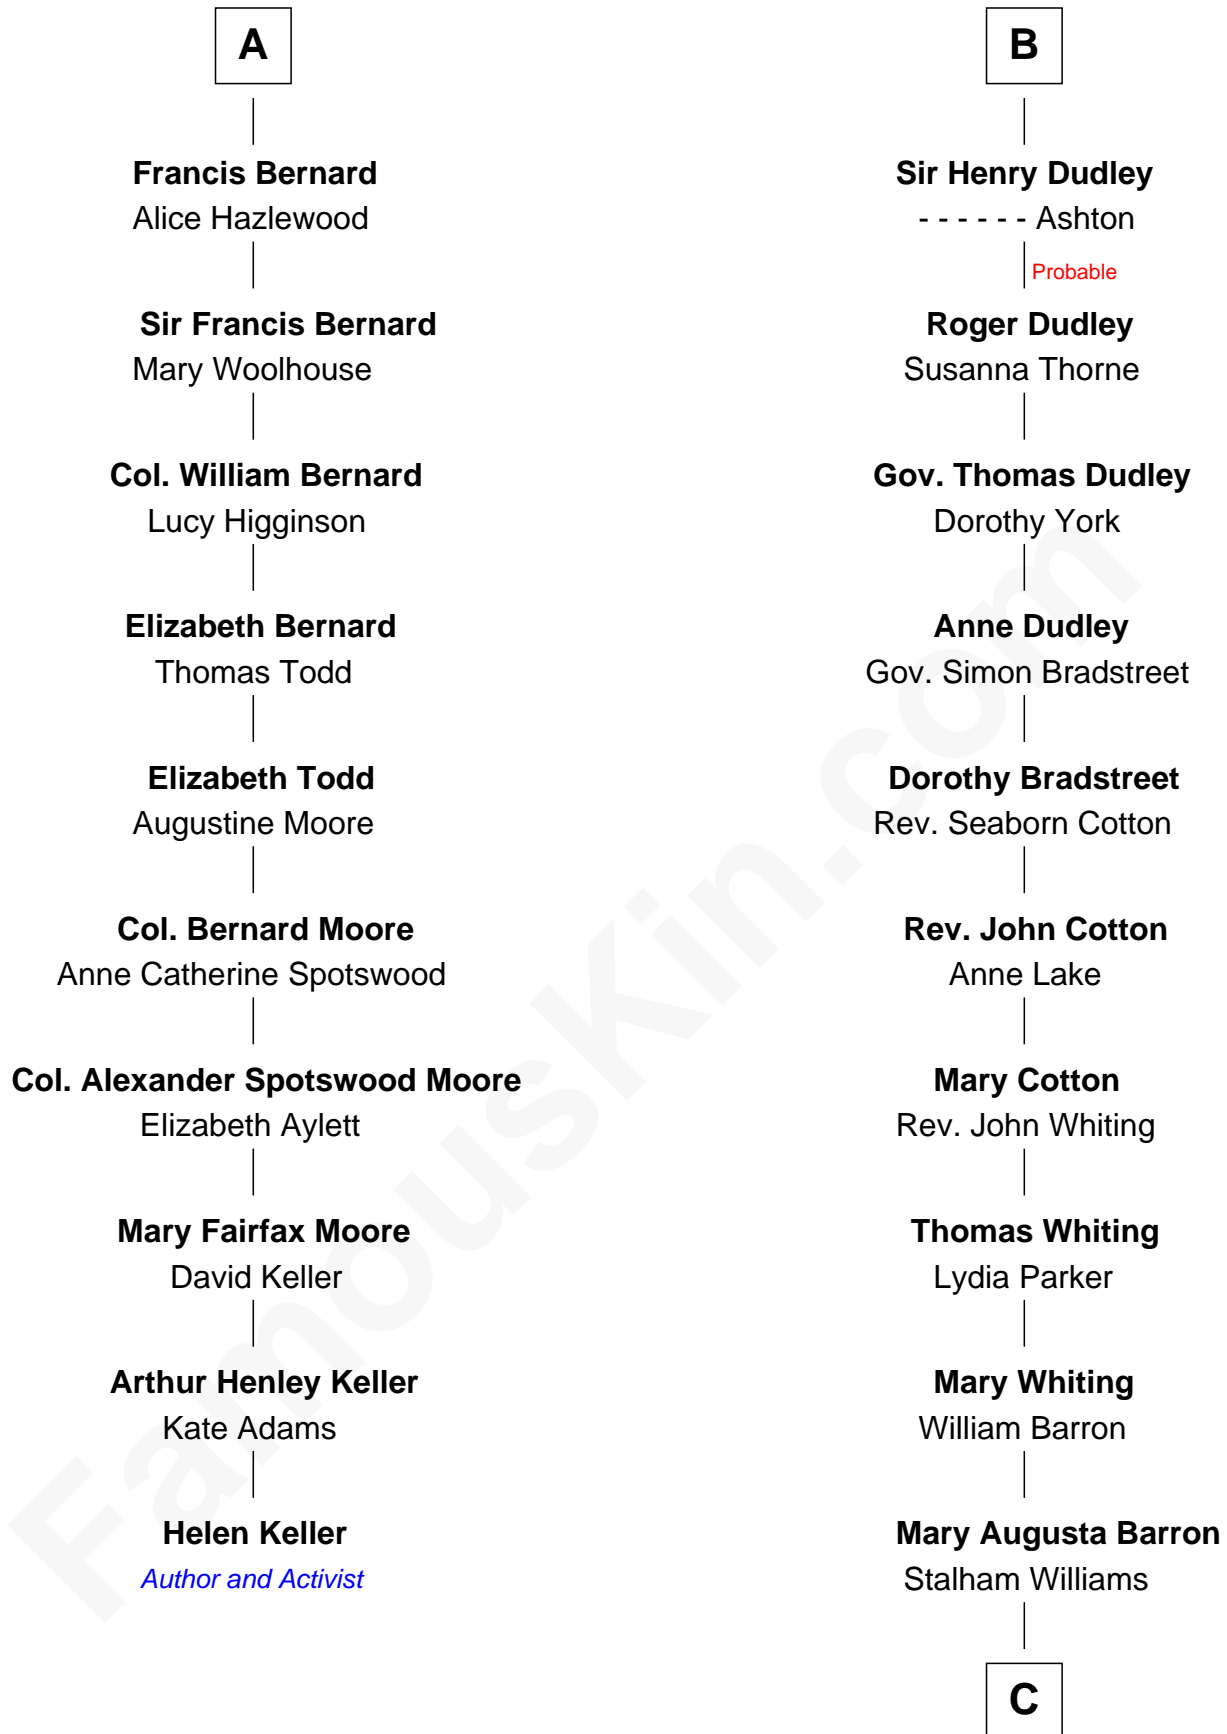 A
Francis Bernard
Alice Hazlewood
Sir Francis Bernard
Mary Woolhouse
Col. William Bernard
Lucy Higginson
Elizabeth Bernard
Thomas Todd
Elizabeth Todd
Augustine Moore
Col. Bernard Moore
Anne Catherine Spotswood
Col. Alexander Spotswood Moore
Elizabeth Aylett
Mary Fairfax Moore
David Keller
Arthur Henley Keller
Kate Adams
Helen Keller
Author and Activist
B
Sir Henry Dudley
- - - - - - Ashton
Probable
Roger Dudley
Susanna Thorne
Gov. Thomas Dudley
Dorothy York
Anne Dudley
Gov. Simon Bradstreet
Dorothy Bradstreet
Rev. Seaborn Cotton
Rev. John Cotton
Anne Lake
Mary Cotton
Rev. John Whiting
Thomas Whiting
Lydia Parker
Mary Whiting
William Barron
Mary Augusta Barron
Stalham Williams
C
FamousKin.com